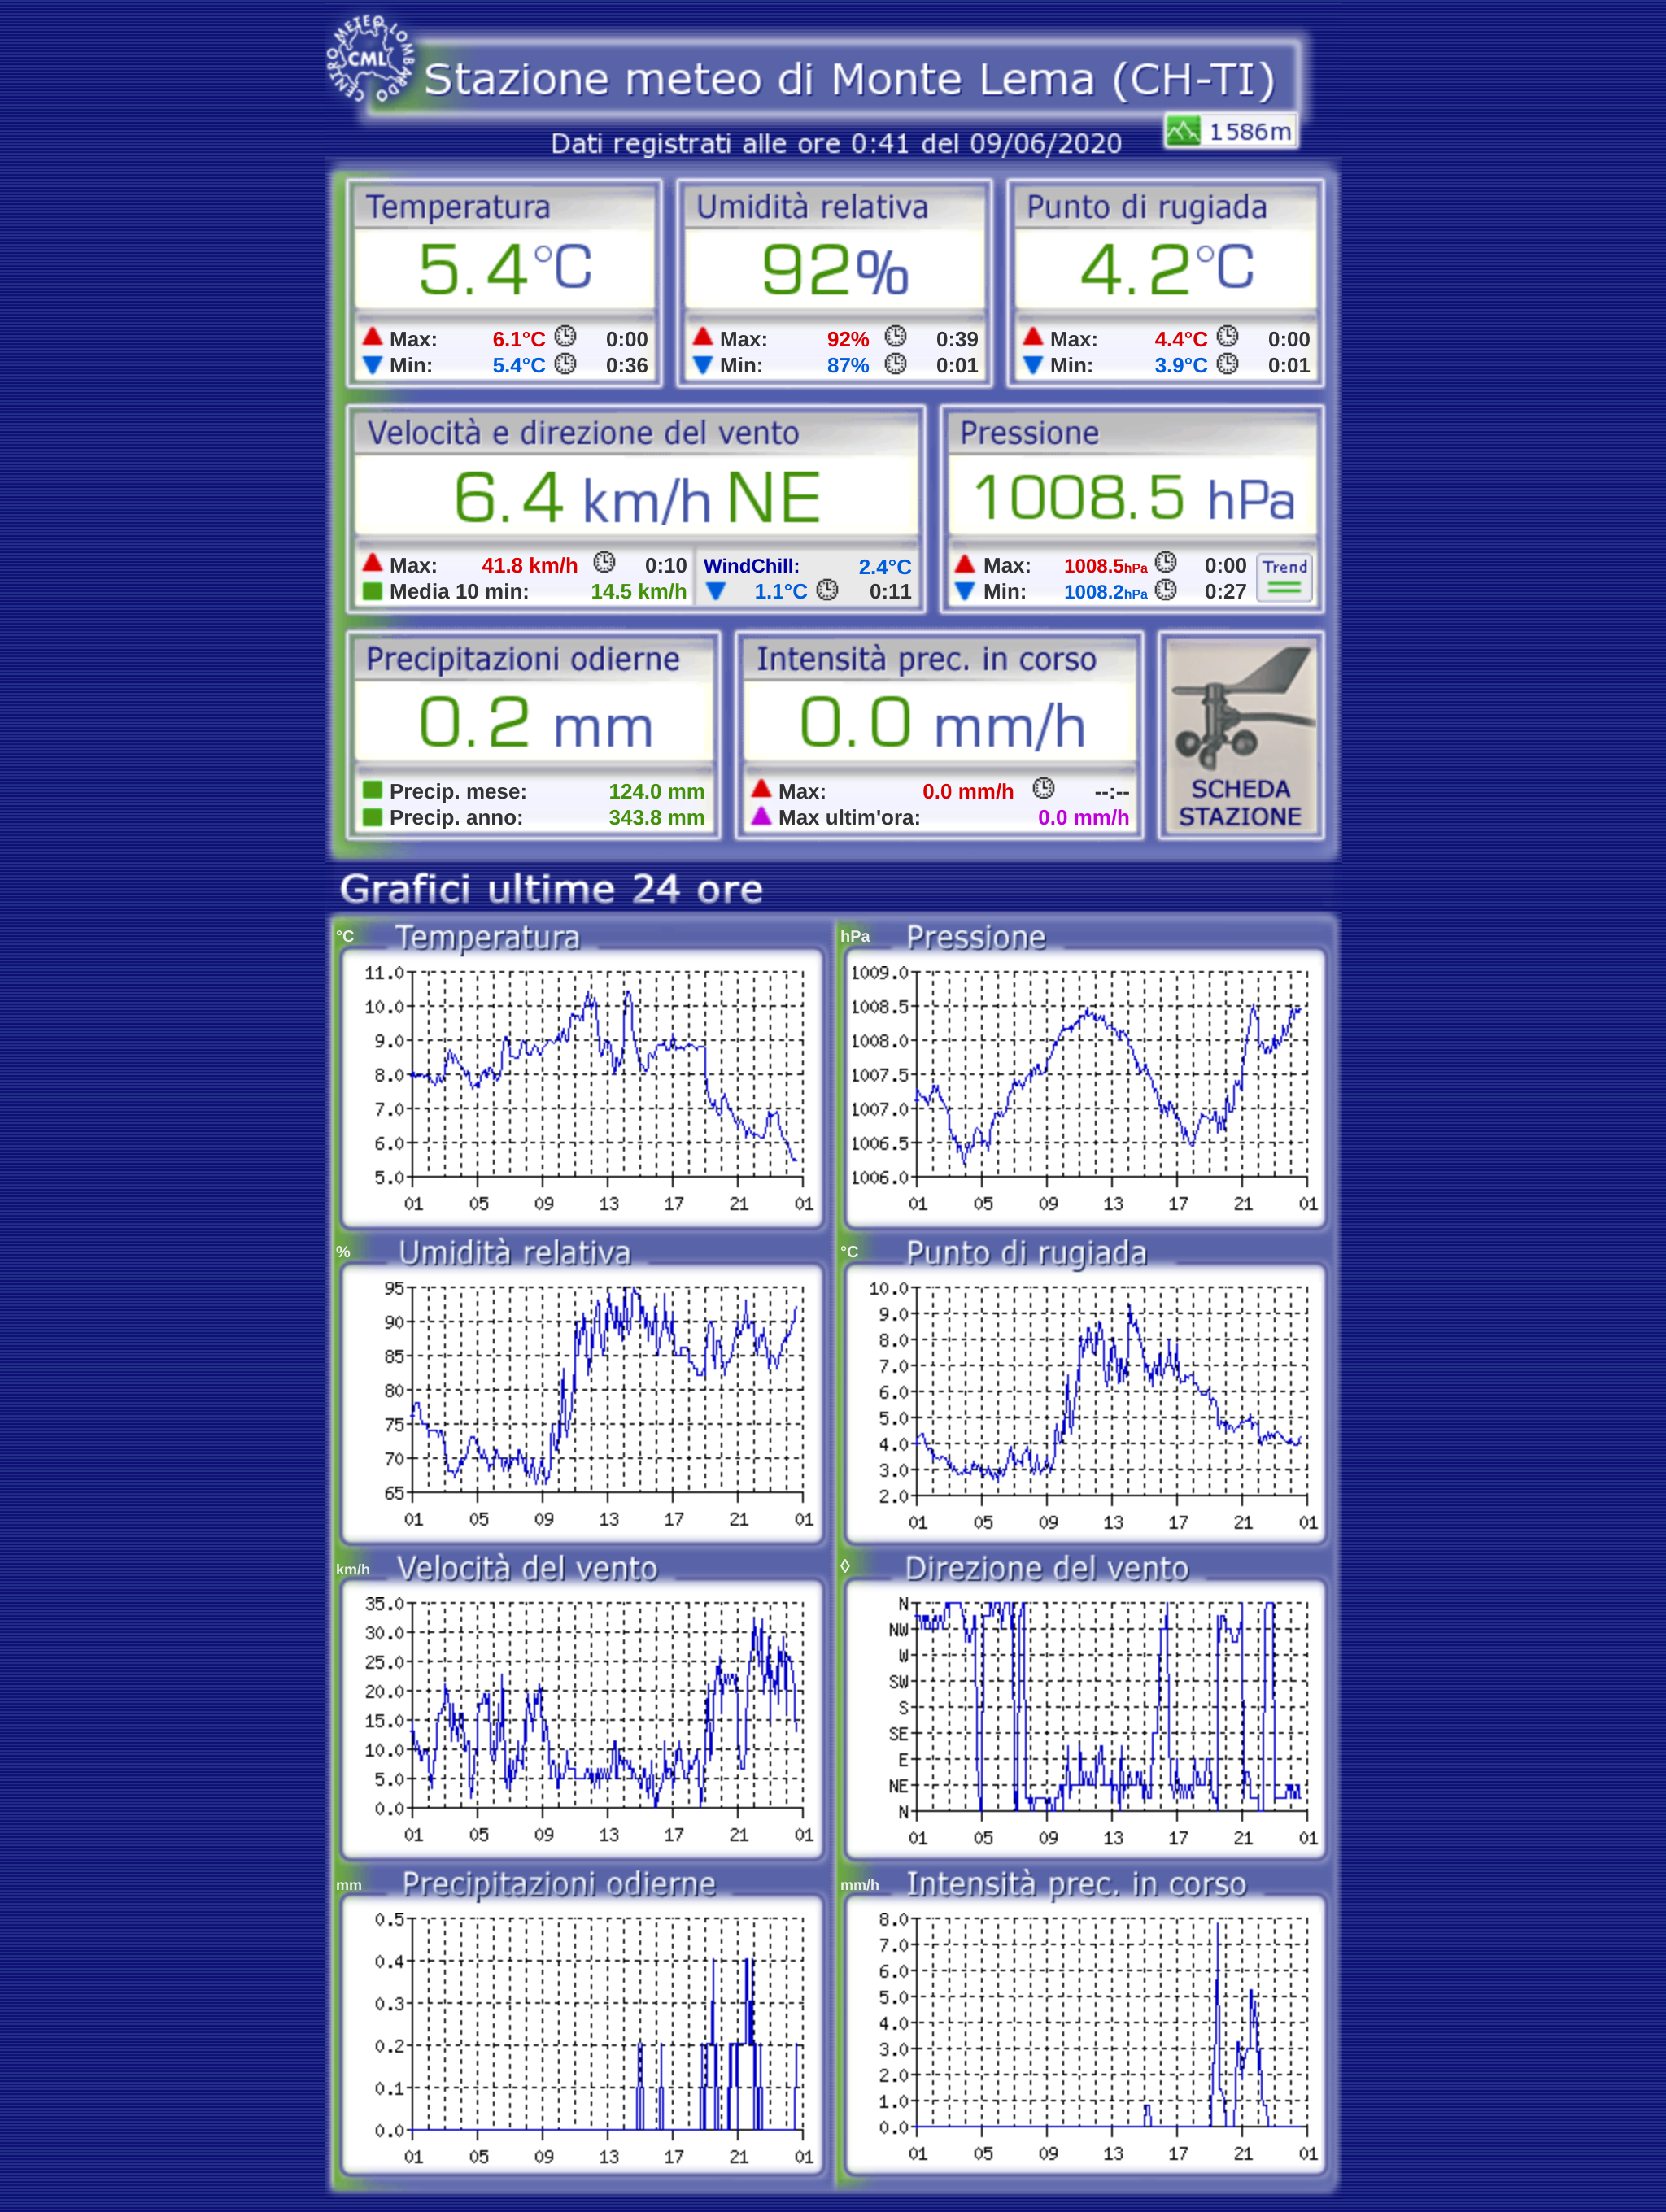 CENTRO METEO LOMBARDO
CML
Stazione meteo di Monte Lema (CH-TI)
1586m
Dati registrati alle ore 0:41 del 09/06/2020
Temperatura Umidità relativa Punto di rugiada
5.4°C 92% 4.2°C
Max: 6.1°C 0:00 Max: 92% 0:39 Max: 4.4°C 0:00
Min: 5.4°C 0:36 Min: 87% 0:01 Min: 3.9°C 0:01
Velocità e direzione del vento Pressione
6.4 km/h NE 1008.5 hPa
Max: 41.8 km/h 0:10 WindChill: 2.4°C Max: 1008.5hPa 0:00 Trend
Media 10 min: 14.5 km/h 1.1°C 0:11 Min: 1008.2hPa 0:27
Precipitazioni odierne Intensità prec. in corso
0.2 mm 0.0 mm/h
Precip. mese: 124.0 mm Max: 0.0 mm/h --:-- SCHEDA
Precip. anno: 343.8 mm Max ultim'ora: 0.0 mm/h STAZIONE
Grafici ultime 24 ore
°C Temperatura
11.0
10.0
9.0
8.0
7.0
6.0
5.0
01 05 09 13 17 21 01
hPa Pressione
1009.0
1008.5
1008.0
1007.5
1007.0
1006.5
1006.0
01 05 09 13 17 21 01
% Umidità relativa
95
90
85
80
75
70
65
01 05 09 13 17 21 01
°C Punto di rugiada
10.0
9.0
8.0
7.0
6.0
5.0
4.0
3.0
2.0
01 05 09 13 17 21 01
km/h Velocità del vento
35.0
30.0
25.0
20.0
15.0
10.0
5.0
0.0
01 05 09 13 17 21 01
◊ Direzione del vento
N
NW
W
SW
S
SE
E
NE
N
01 05 09 13 17 21 01
mm Precipitazioni odierne
0.5
0.4
0.3
0.2
0.1
0.0
01 05 09 13 17 21 01
mm/h Intensità prec. in corso
8.0
7.0
6.0
5.0
4.0
3.0
2.0
1.0
0.0
01 05 09 13 17 21 01